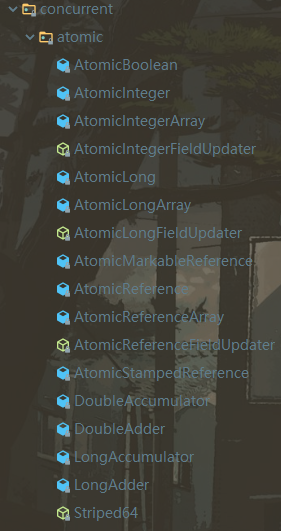 concurrent
atomic
AtomicBoolean
AtomicInteger
AtomicIntegerArray
AtomicIntegerFieldUpdater
AtomicLong
AtomicLongArray
AtomicLongFieldUpdater
AtomicMarkableReference
AtomicReference
AtomicReferenceArray
AtomicReferenceFieldUpdater
AtomicStampedReference
DoubleAccumulator
DoubleAdder
LongAccumulator
LongAdder
Striped64